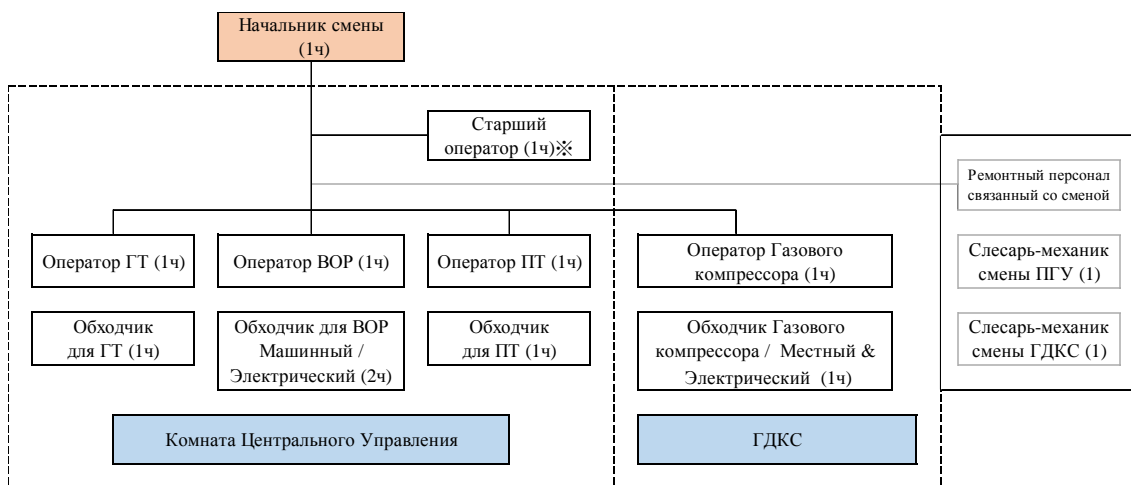 Начальник смены
(1ч)
Старший
оператор (1ч)※
Ремонтный персонал
связанный со сменой
Оператор ГТ (1ч)
Оператор ВОР (1ч)
Оператор ПТ (1ч)
Оператор Газового
компрессора (1ч)
Слесарь-механик
смены ПГУ (1)
Обходчик
для ГТ (1ч)
Обходчик для ВОР
Машинный /
Электрический (2ч)
Обходчик
для ПТ (1ч)
Обходчик Газового
компрессора / Местный &
Электрический (1ч)
Слесарь-механик
смены ГДКС (1)
Комната Центрального Управления
ГДКС